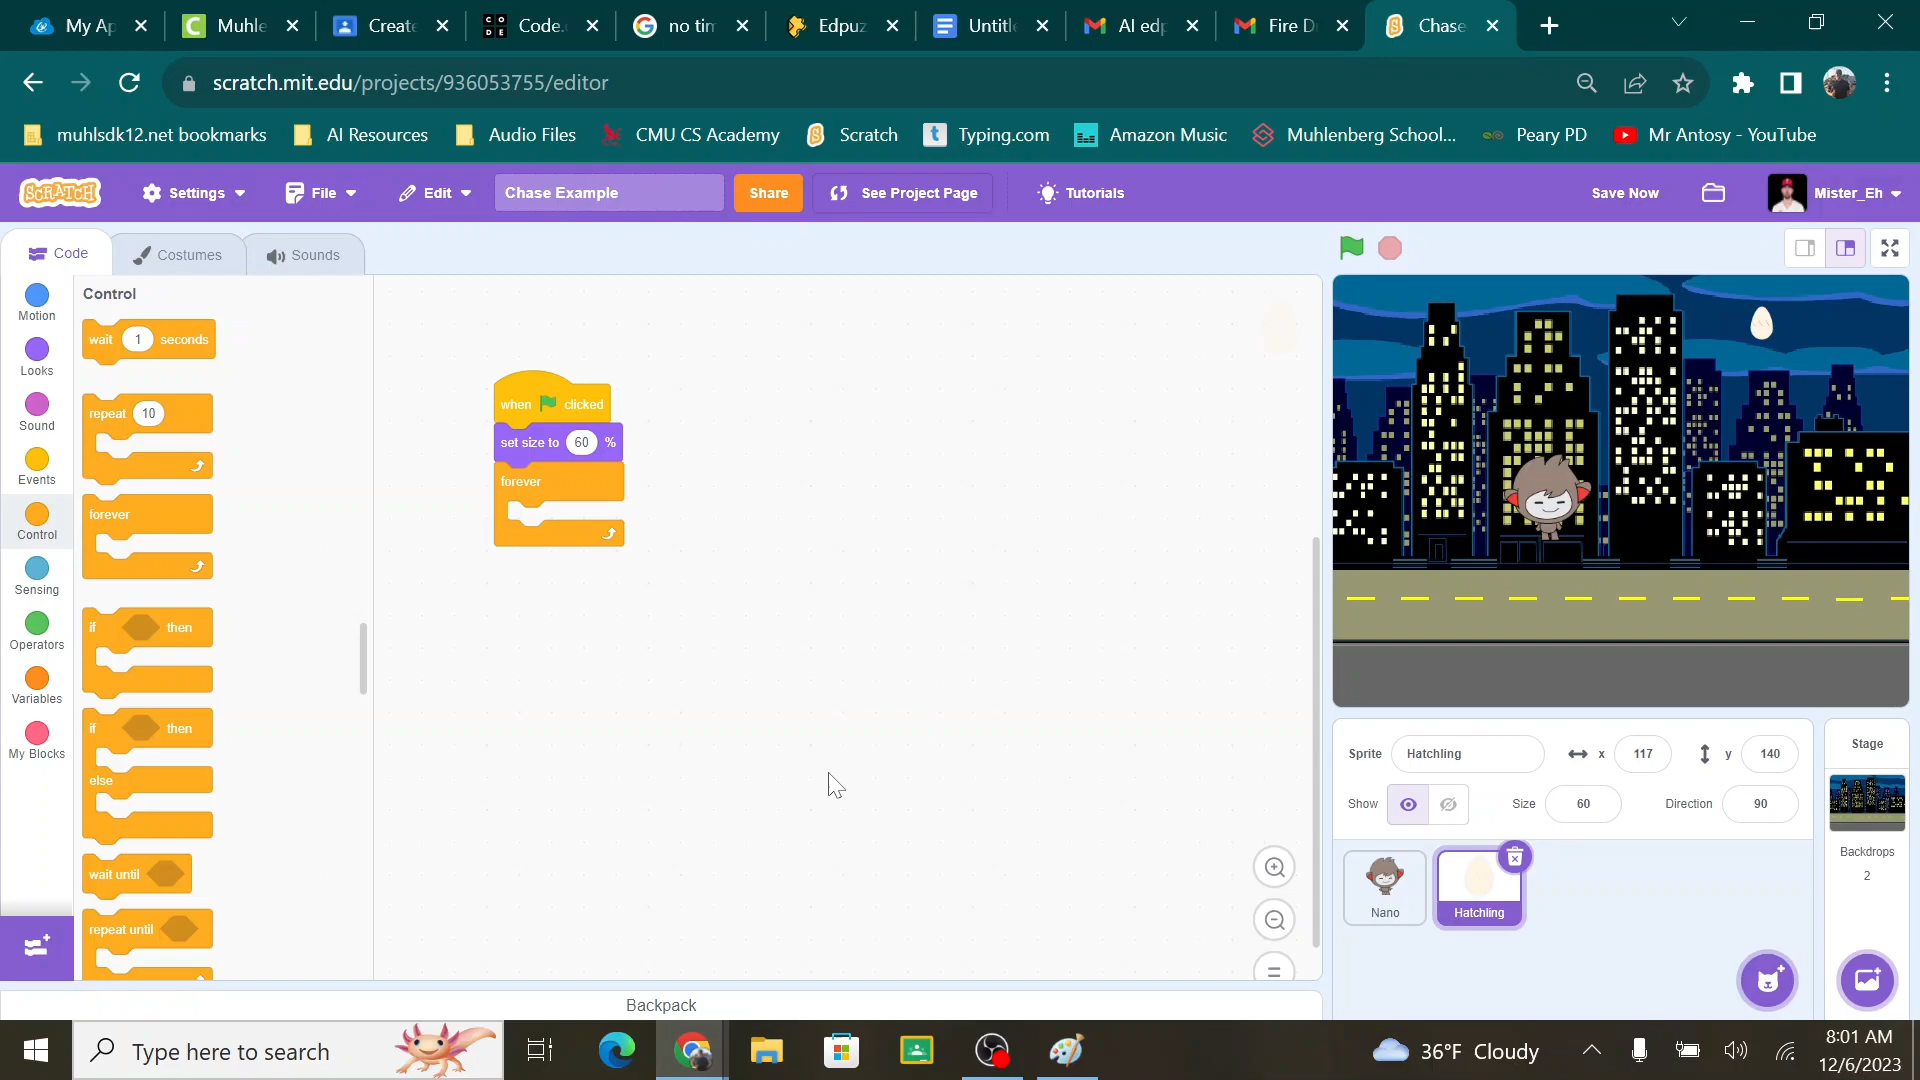 My Ap
Muhle
Create
Code.
no tim
Edpuz
Untitl
AI edp
Fire D
Chase
scratch.mit.edu/projects/936053755/editor
muhlsdk12.net bookmarks
AI Resources
Audio Files
CMU CS Academy
Scratch
Typing.com
Amazon Music
Muhlenberg School...
Peary PD
Mr Antosy - YouTube
SCRATCH
Settings
File
Edit
Chase Example
Share
See Project Page
Tutorials
Save Now
Mister_Eh
Code
Costumes
Sounds
Motion
Looks
Sound
Events
Control
Sensing
Operators
Variables
My Blocks
Control
wait 1 seconds
repeat 10
forever
if then
if then
else
wait until
repeat until
when clicked
set size to 60 %
forever
Sprite Hatchling x 117 y 140
Show Size 60 Direction 90
Nano
Hatchling
Stage
Backdrops
2
Backpack
Type here to search
36°F Cloudy
8:01 AM
12/6/2023